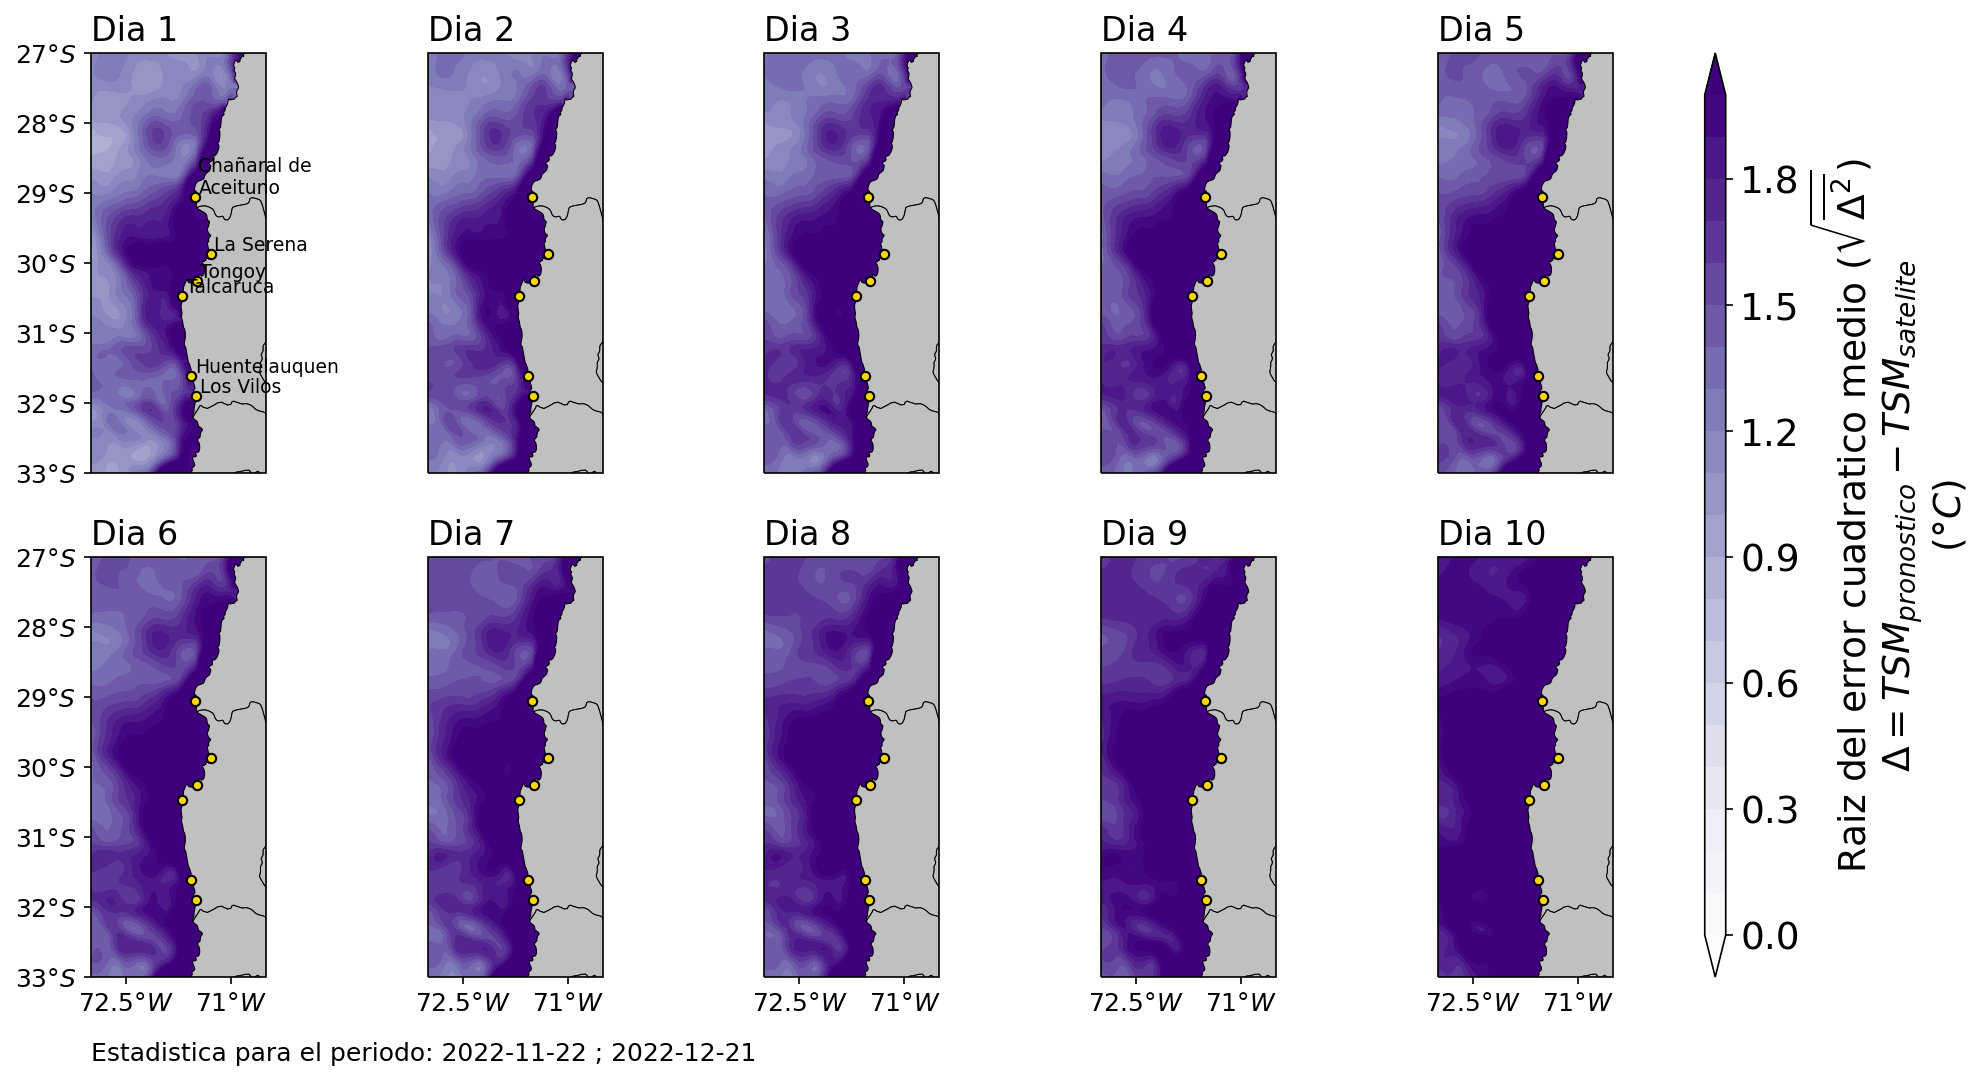 Dia 1
Dia 2
Dia 3
Dia 4
Dia 5
27°S
28°S
29°S
30°S
31°S
32°S
33°S
Chañaral de
Aceituno
La Serena
Tongoy
Talcaruca
Huentelauquen
Los Vilos
Dia 6
Dia 7
Dia 8
Dia 9
Dia 10
27°S
28°S
29°S
30°S
31°S
32°S
33°S
72.5°W 71°W
72.5°W 71°W
72.5°W 71°W
72.5°W 71°W
72.5°W 71°W
1.8
1.5
1.2
0.9
0.6
0.3
0.0
Raiz del error cuadratico medio (√Δ²)
Δ = TSM_pronostico − TSM_satelite
(°C)
Estadistica para el periodo: 2022-11-22 ; 2022-12-21